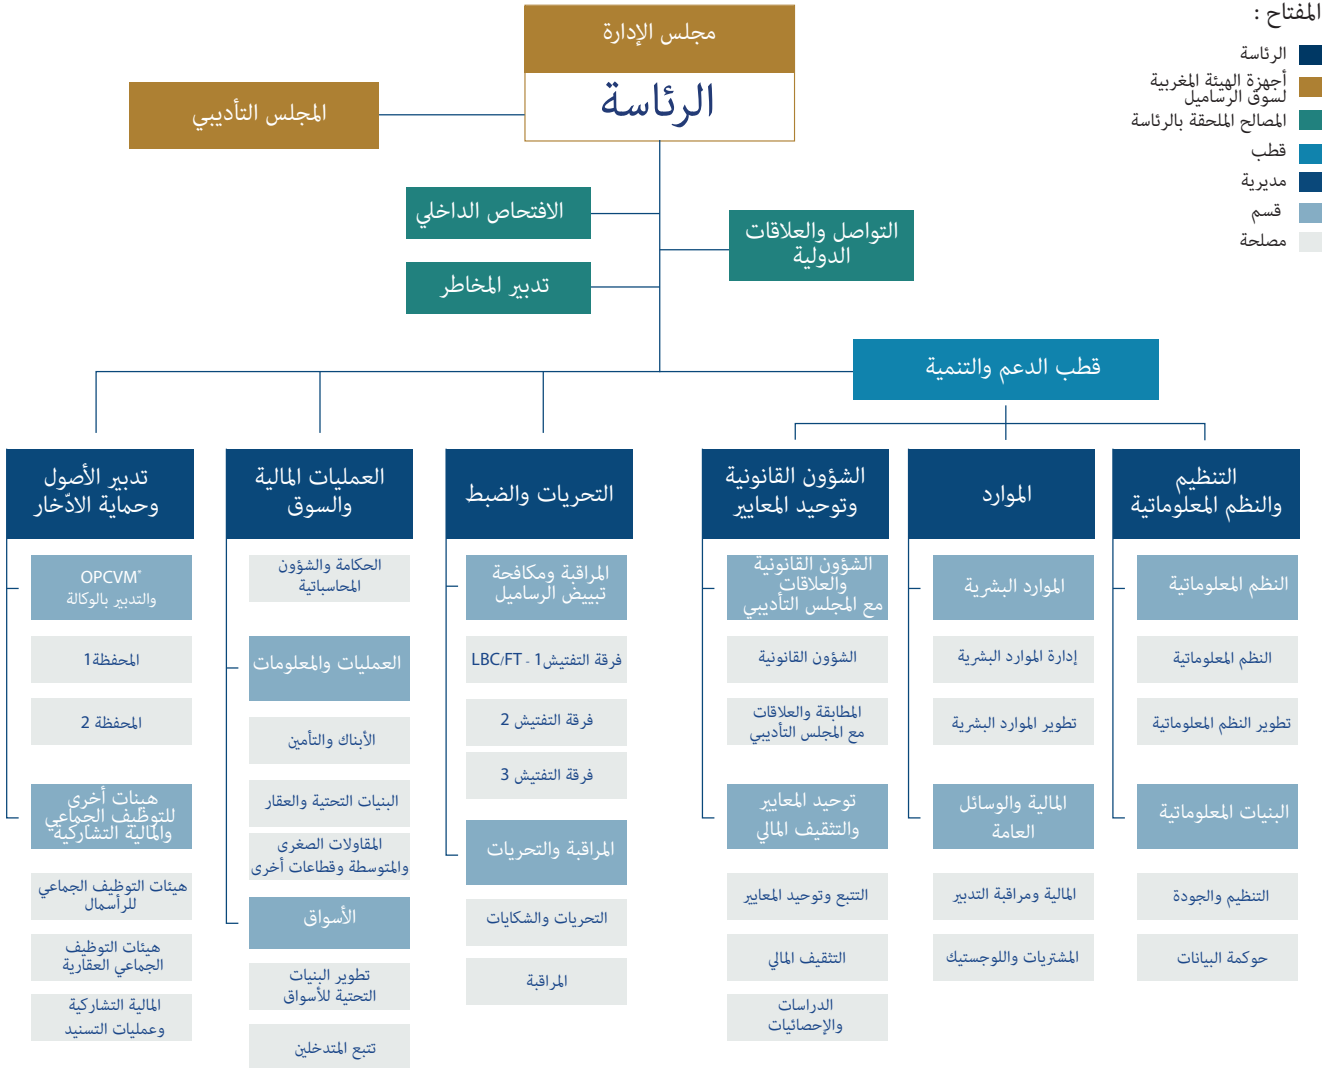 المفتاح :
الرئاسة
أجهزة الهيئة المغربية
لسوق الرساميل
المصالح الملحقة بالرئاسة
قطب
مديرية
قسم
مصلحة
مجلس الإدارة
الرئاسة
المجلس التأديبي
الافتحاص الداخلي
التواصل والعلاقات
الدولية
تدبير المخاطر
قطب الدعم والتنمية
التنظيم
والنظم المعلوماتية
النظم المعلوماتية
النظم المعلوماتية
تطوير النظم المعلوماتية
البنيات المعلوماتية
التنظيم والجودة
حوكمة البيانات
الموارد
الموارد البشرية
إدارة الموارد البشرية
تطوير الموارد البشرية
المالية والوسائل
العامة
المالية ومراقبة التدبير
المشتريات واللوجستيك
الشؤون القانونية
وتوحيد المعايير
الشؤون القانونية
والعلاقات
مع المجلس التأديبي
الشؤون القانونية
المطابقة والعلاقات
مع المجلس التأديبي
توحيد المعايير
والتثقيف المالي
التتبع وتوحيد المعايير
التثقيف المالي
الدراسات
والإحصائيات
التحريات والضبط
المراقبة ومكافحة
تبييض الرساميل
فرقة التفتيش1 - LBC/FT
فرقة التفتيش 2
فرقة التفتيش 3
المراقبة والتحريات
التحريات والشكايات
المراقبة
العمليات المالية
والسوق
الحكامة والشؤون
المحاسباتية
العمليات والمعلومات
الأبناك والتأمين
البنيات التحتية والعقار
المقاولات الصغرى
والمتوسطة وقطاعات أخرى
الأسواق
تطوير البنيات
التحتية للأسواق
تتبع المتدخلين
تدبير الأصول
وحماية الادّخار
OPCVM*
والتدبير بالوكالة
المحفظة1
المحفظة 2
هيئات أخرى
للتوظيف الجماعي
والمالية التشاركية
هيئات التوظيف الجماعي
للرأسمال
هيئات التوظيف
الجماعي العقارية
المالية التشاركية
وعمليات التسنيد